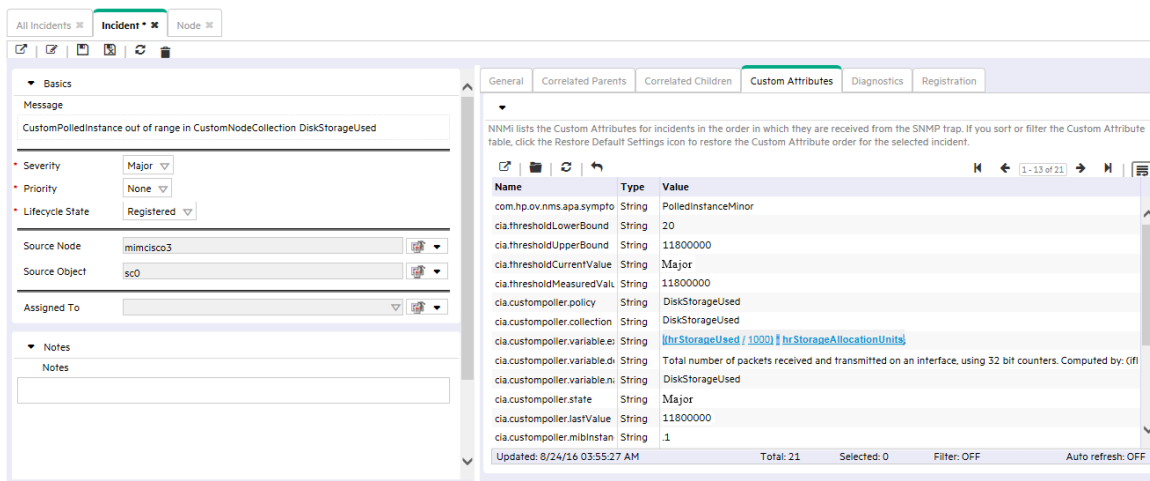 All Incidents
Incident *
Node
Basics
Message
CustomPolledInstance out of range in CustomNodeCollection DiskStorageUsed
* Severity Major
* Priority None
* Lifecycle State Registered
Source Node mimcisco3
Source Object sc0
Assigned To
Notes
Notes
General Correlated Parents Correlated Children Custom Attributes Diagnostics Registration
NNMi lists the Custom Attributes for incidents in the order in which they are received from the SNMP trap. If you sort or filter the Custom Attribute
table, click the Restore Default Settings icon to restore the Custom Attribute order for the selected incident.
1 - 13 of 21
Name Type Value
com.hp.ov.nms.apa.sympto String PolledInstanceMinor
cia.thresholdLowerBound String 20
cia.thresholdUpperBound String 11800000
cia.thresholdCurrentValue String Major
cia.thresholdMeasuredValu String 11800000
cia.custompoller.policy String DiskStorageUsed
cia.custompoller.collection String DiskStorageUsed
cia.custompoller.variable.ex String ((hrStorageUsed / 1000) * hrStorageAllocationUnits)
cia.custompoller.variable.de String Total number of packets received and transmitted on an interface, using 32 bit counters. Computed by: (ifI
cia.custompoller.variable.na String DiskStorageUsed
cia.custompoller.state String Major
cia.custompoller.lastValue String 11800000
cia.custompoller.mibInstan String .1
Updated: 8/24/16 03:55:27 AM Total: 21 Selected: 0 Filter: OFF Auto refresh: OFF